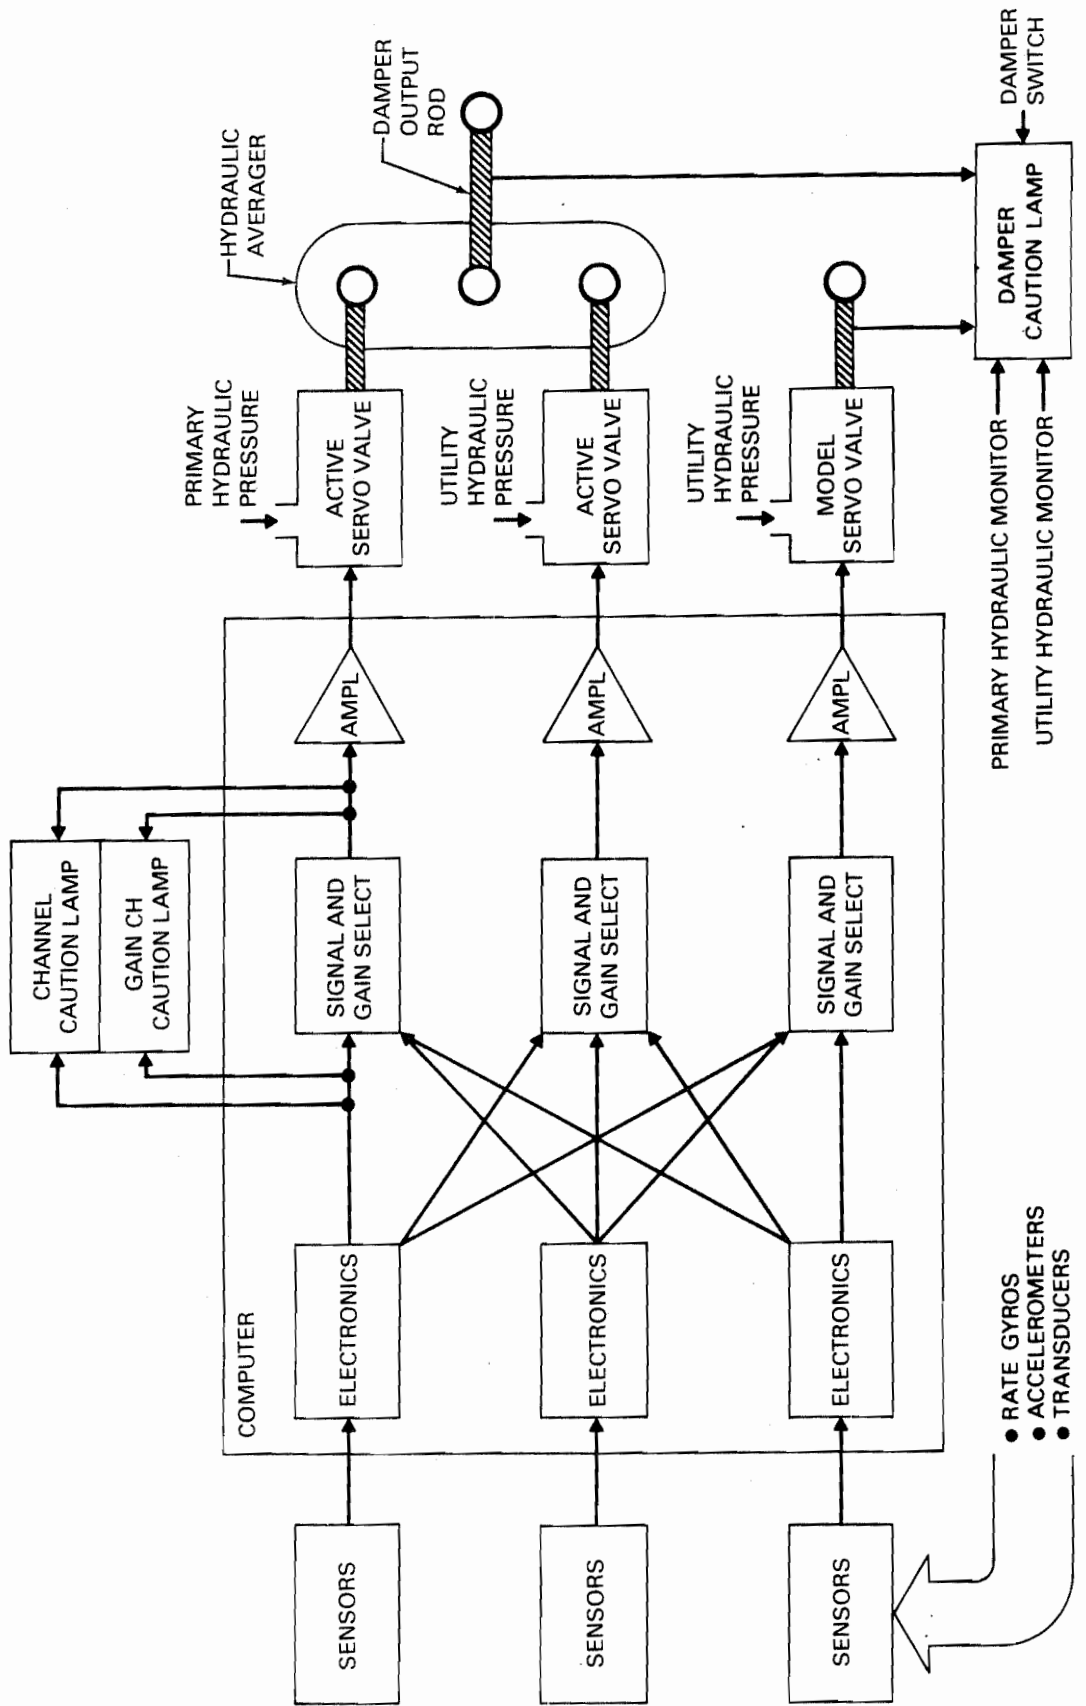 CHANNEL
CAUTION LAMP
GAIN CH
CAUTION LAMP
COMPUTER
SENSORS
ELECTRONICS
SIGNAL AND
GAIN SELECT
AMPL
PRIMARY
HYDRAULIC
PRESSURE
ACTIVE
SERVO VALVE
HYDRAULIC
AVERAGER
DAMPER
OUTPUT
ROD
SENSORS
ELECTRONICS
SIGNAL AND
GAIN SELECT
AMPL
UTILITY
HYDRAULIC
PRESSURE
ACTIVE
SERVO VALVE
SENSORS
ELECTRONICS
SIGNAL AND
GAIN SELECT
AMPL
UTILITY
HYDRAULIC
PRESSURE
MODEL
SERVO VALVE
● RATE GYROS
● ACCELEROMETERS
● TRANSDUCERS
PRIMARY HYDRAULIC MONITOR
UTILITY HYDRAULIC MONITOR
DAMPER
CAUTION LAMP
DAMPER
SWITCH